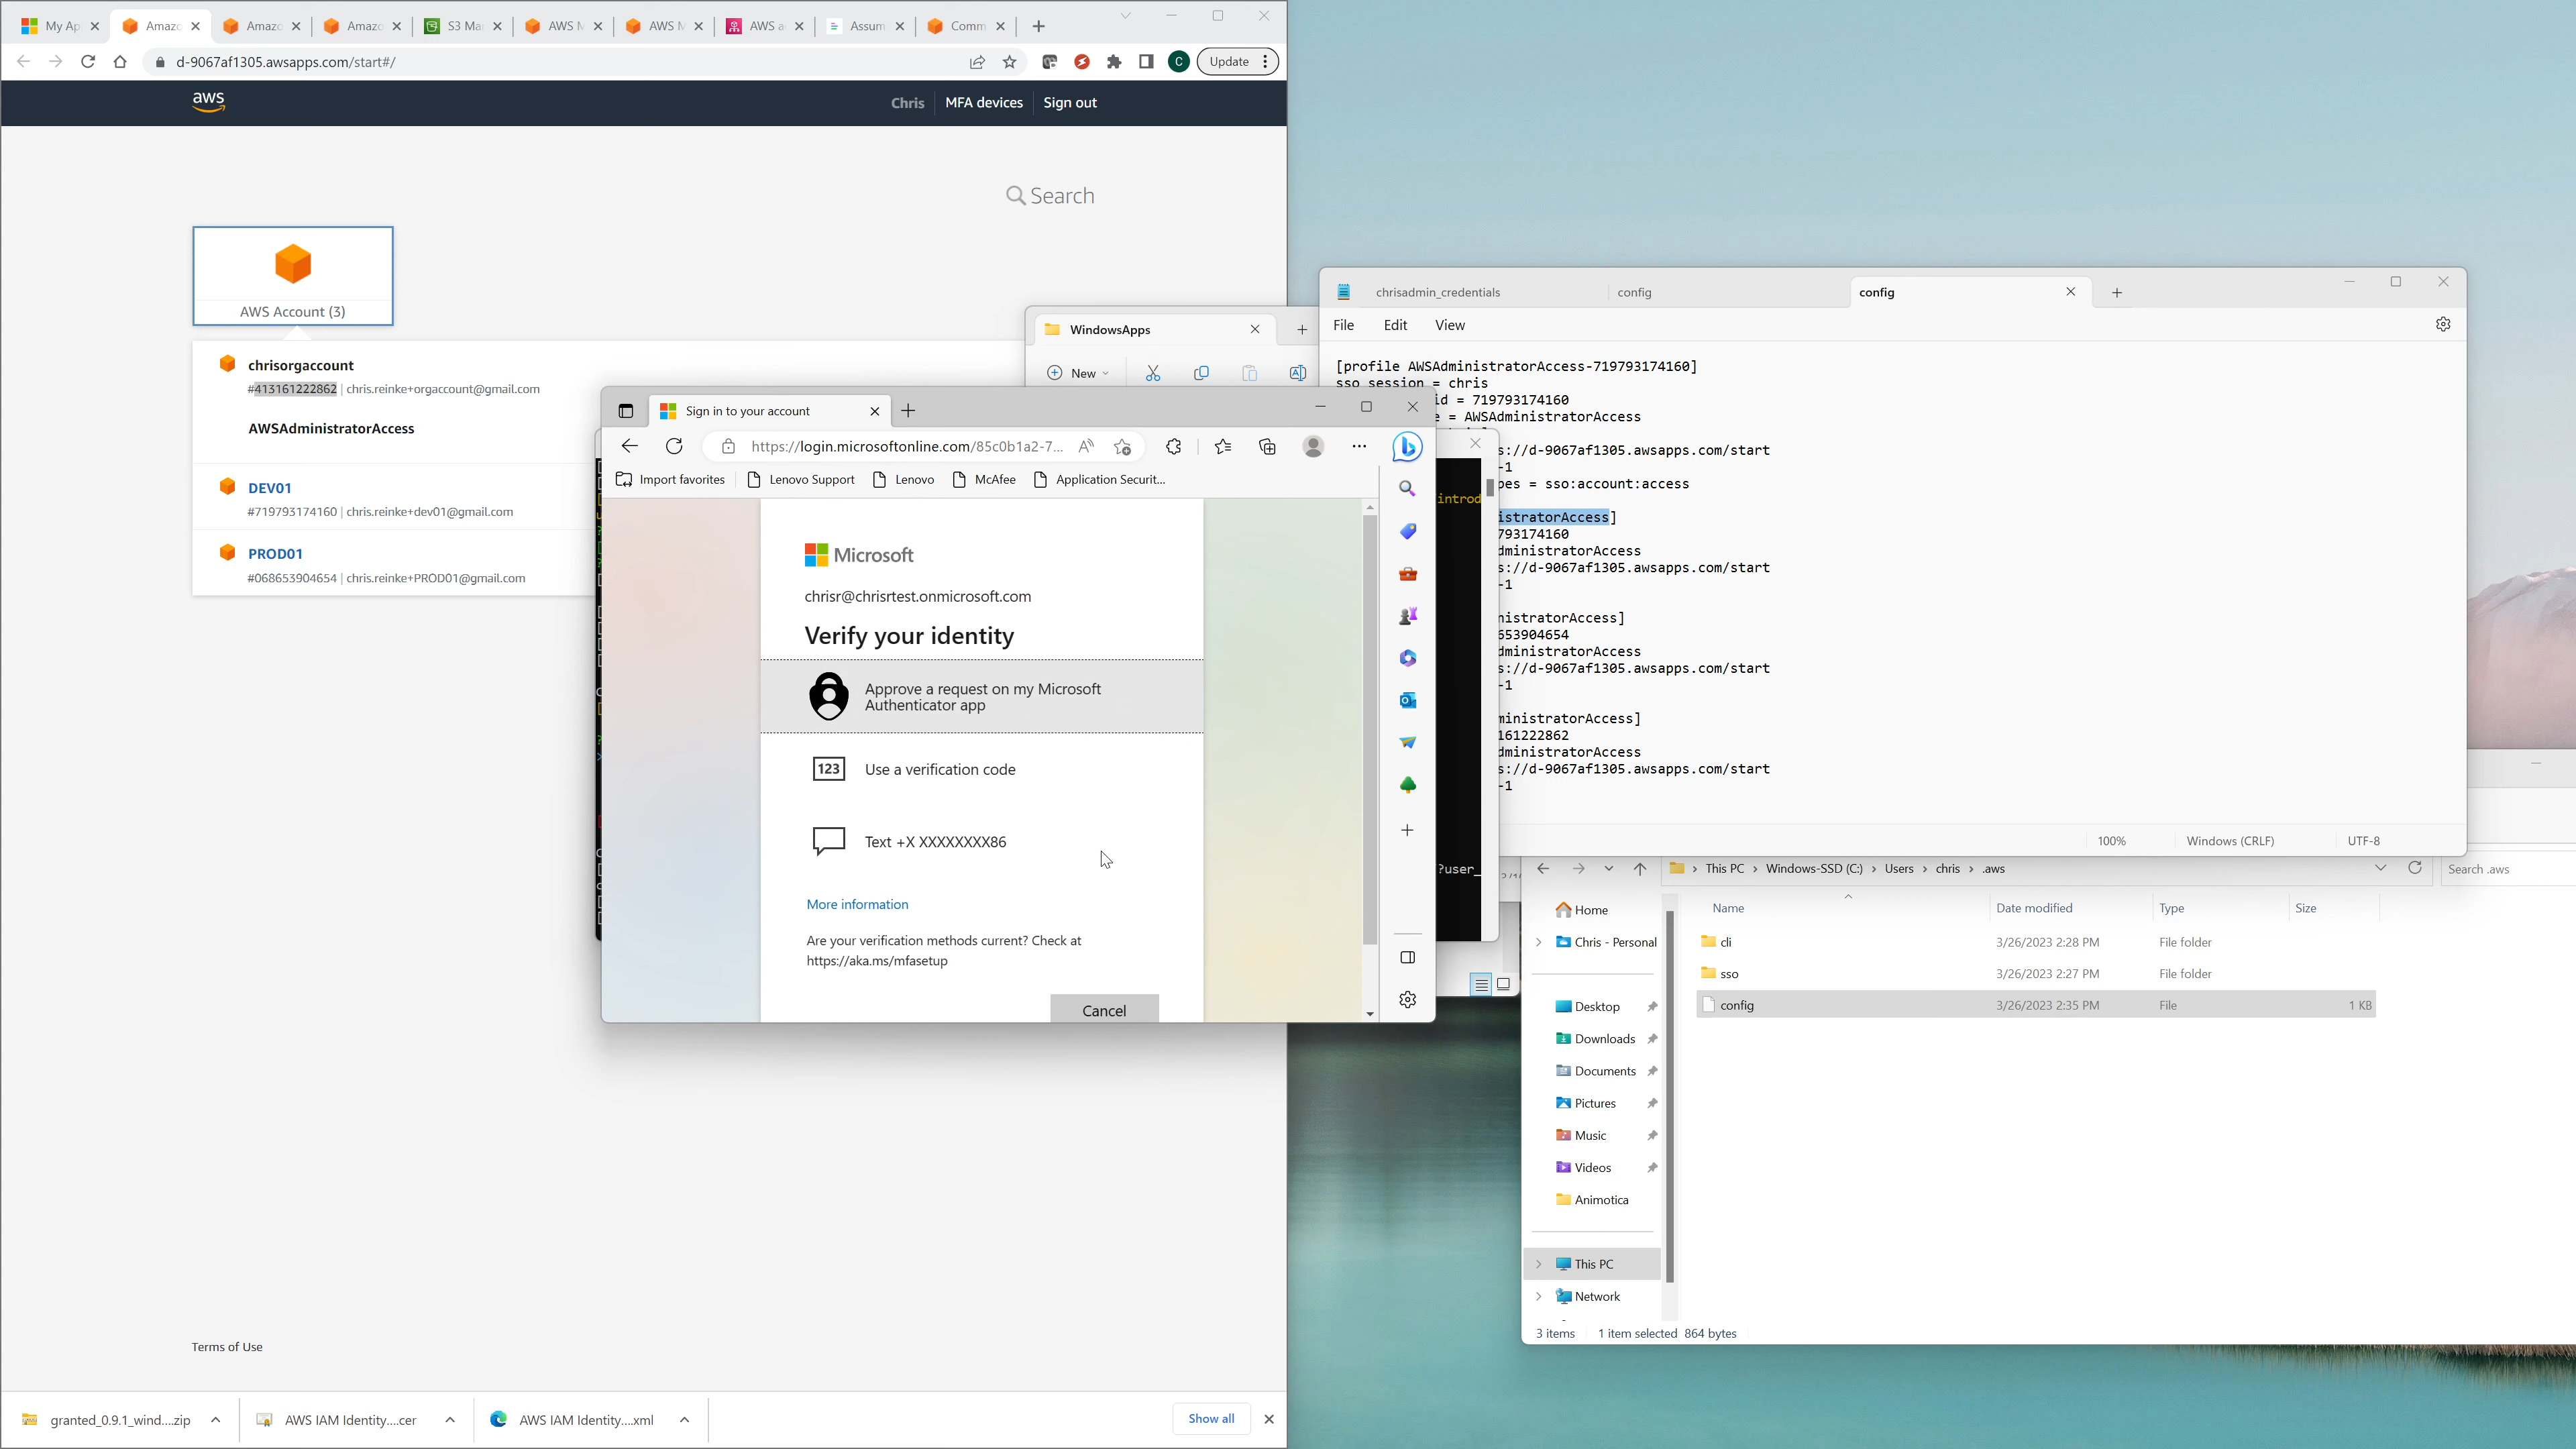 My Ap
Amazo
Amazo
Amazo
S3 Ma
AWS M
AWS M
AWS a
Assum
Comm
d-9067af1305.awsapps.com/start#/
C
Update
aws
Chris
MFA devices
Sign out
Search
AWS Account (3)
chrisorgaccount
#413161222862 | chris.reinke+orgaccount@gmail.com
AWSAdministratorAccess
DEV01
#719793174160 | chris.reinke+dev01@gmail.com
PROD01
#068653904654 | chris.reinke+PROD01@gmail.com
Terms of Use
granted_0.9.1_wind....zip
AWS IAM Identity....cer
AWS IAM Identity....xml
Show all
WindowsApps
New
Sign in to your account
https://login.microsoftonline.com/85c0b1a2-7...
Import favorites
Lenovo Support
Lenovo
McAfee
Application Securit...
Microsoft
chrisr@chrisrtest.onmicrosoft.com
Verify your identity
Approve a request on my Microsoft
Authenticator app
123
Use a verification code
Text +X XXXXXXXX86
More information
Are your verification methods current? Check at
https://aka.ms/mfasetup
Cancel
introd
?user_
chrisadmin_credentials
config
config
File
Edit
View
[profile AWSAdministratorAccess-719793174160]
sso_session = chris
id = 719793174160
e = AWSAdministratorAccess
s://d-9067af1305.awsapps.com/start
-1
pes = sso:account:access
istratorAccess]
793174160
dministratorAccess
s://d-9067af1305.awsapps.com/start
-1
nistratorAccess]
653904654
dministratorAccess
s://d-9067af1305.awsapps.com/start
-1
ministratorAccess]
161222862
dministratorAccess
s://d-9067af1305.awsapps.com/start
-1
100%
Windows (CRLF)
UTF-8
This PC
Windows-SSD (C:)
Users
chris
.aws
Search .aws
Name
Date modified
Type
Size
cli
3/26/2023 2:28 PM
File folder
sso
3/26/2023 2:27 PM
File folder
config
3/26/2023 2:35 PM
File
1 KB
Home
Chris - Personal
Desktop
Downloads
Documents
Pictures
Music
Videos
Animotica
This PC
Network
3 items
1 item selected 864 bytes